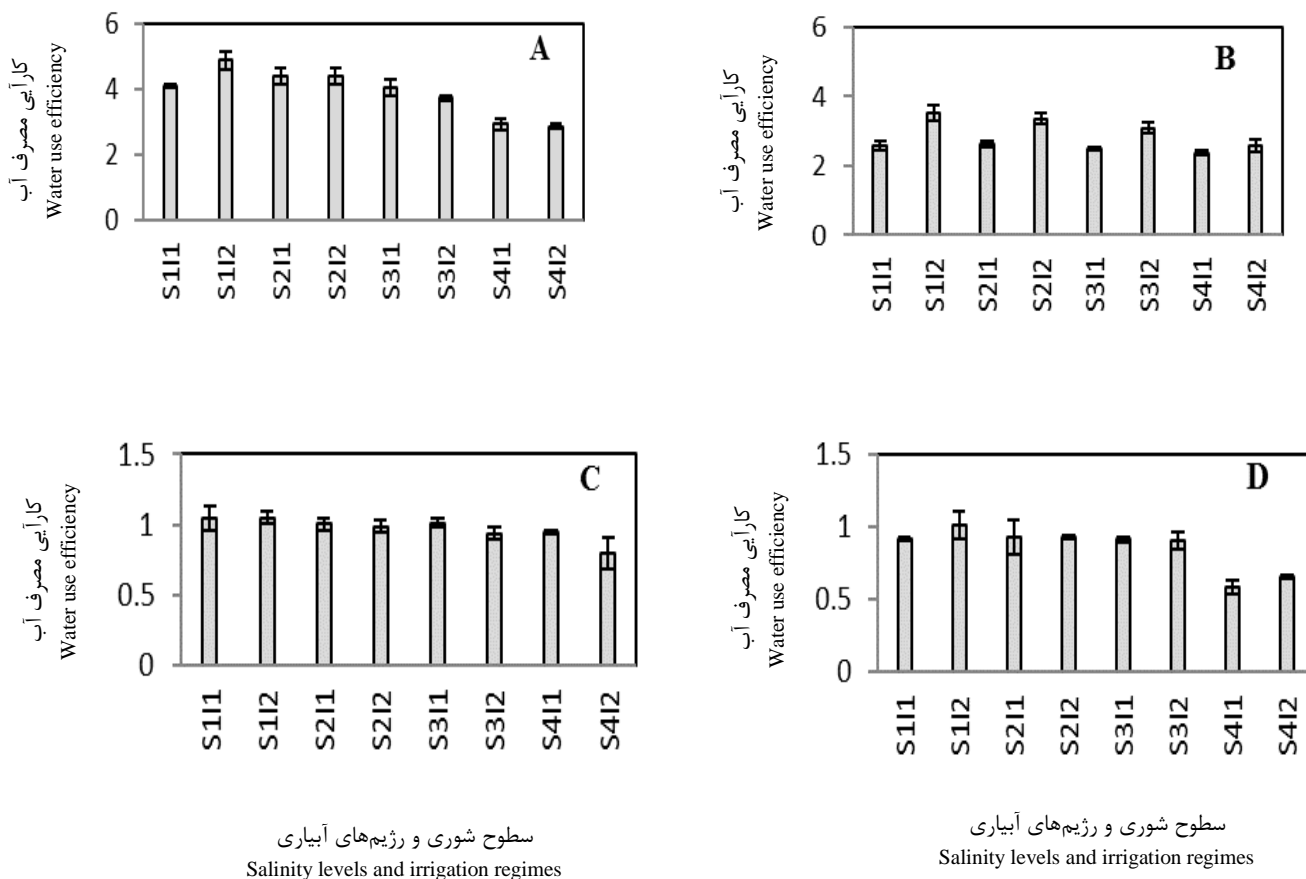 A
کارآیی مصرف آب
Water use efficiency
6
4
2
0
S1I1
S1I2
S2I1
S2I2
S3I1
S3I2
S4I1
S4I2
B
کارآیی مصرف آب
Water use efficiency
6
4
2
0
S1I1
S1I2
S2I1
S2I2
S3I1
S3I2
S4I1
S4I2
C
کارآیی مصرف آب
Water use efficiency
1.5
1
0.5
0
S1I1
S1I2
S2I1
S2I2
S3I1
S3I2
S4I1
S4I2
سطوح شوری و رژیم‌های آبیاری
Salinity levels and irrigation regimes
D
کارآیی مصرف آب
Water use efficiency
1.5
1
0.5
0
S1I1
S1I2
S2I1
S2I2
S3I1
S3I2
S4I1
S4I2
سطوح شوری و رژیم‌های آبیاری
Salinity levels and irrigation regimes